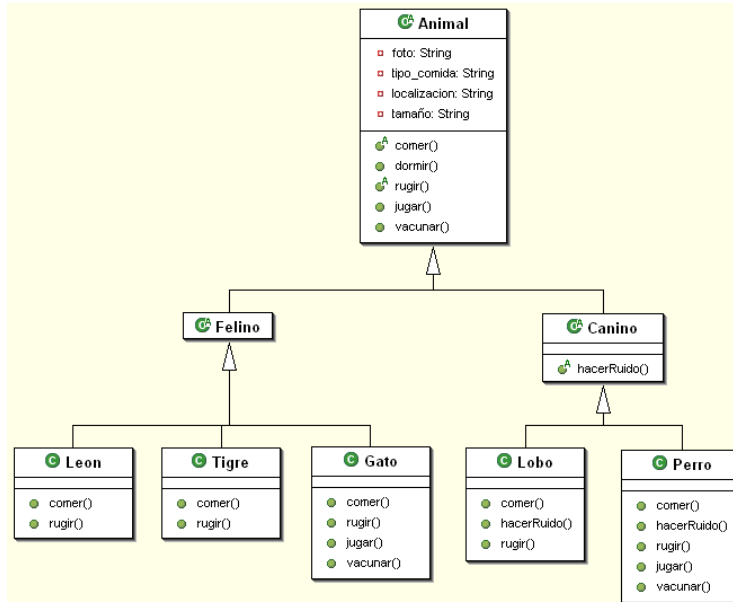 Animal
foto: String
tipo_comida: String
localizacion: String
tamaño: String
comer()
dormir()
rugir()
jugar()
vacunar()
Felino
Canino
hacerRuido()
Leon
comer()
rugir()
Tigre
comer()
rugir()
Gato
comer()
rugir()
jugar()
vacunar()
Lobo
comer()
hacerRuido()
rugir()
Perro
comer()
hacerRuido()
rugir()
jugar()
vacunar()